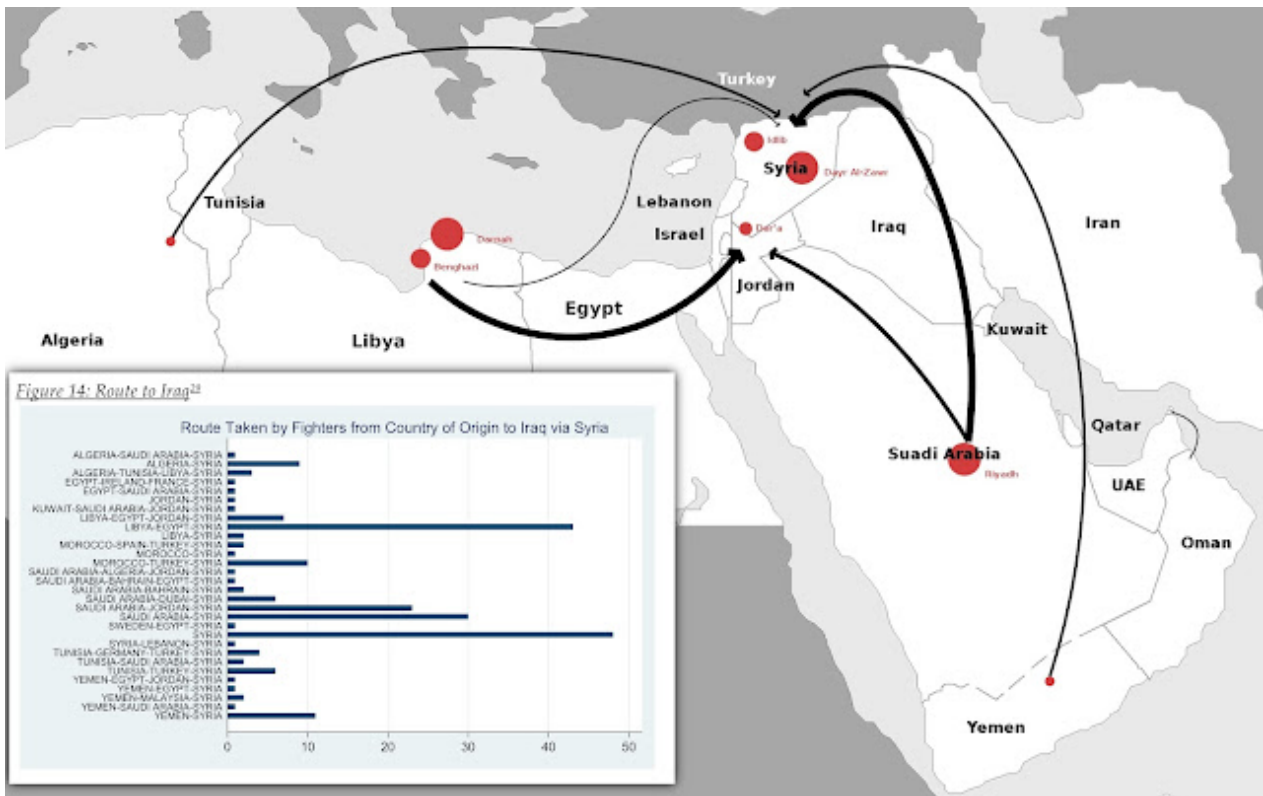 Turkey
Idlib
Syria
Dayr Al-Zawr
Tunisia
Lebanon
Darnah
Dar'a
Israel
Iraq
Iran
Benghazi
Jordan
Egypt
Kuwait
Algeria
Libya
Qatar
Suadi Arabia
Riyadh
UAE
Oman
Yemen
Figure 14: Route to Iraq
Route Taken by Fighters from Country of Origin to Iraq via Syria
ALGERIA-SAUDI ARABIA-SYRIA
ALGERIA-SYRIA
ALGERIA-TUNISIA-LIBYA-SYRIA
EGYPT-IRELAND-FRANCE-SYRIA
EGYPT-SAUDI ARABIA-SYRIA
JORDAN-SYRIA
KUWAIT-SAUDI ARABIA-JORDAN-SYRIA
LIBYA-EGYPT-JORDAN-SYRIA
LIBYA-EGYPT-SYRIA
LIBYA-SYRIA
MOROCCO-SPAIN-TURKEY-SYRIA
MOROCCO-SYRIA
MOROCCO-TURKEY-SYRIA
SAUDI ARABIA-ALGERIA-JORDAN-SYRIA
SAUDI ARABIA-BAHRAIN-EGYPT-SYRIA
SAUDI ARABIA-BAHRAIN-SYRIA
SAUDI ARABIA-DUBAI-SYRIA
SAUDI ARABIA-JORDAN-SYRIA
SAUDI ARABIA-SYRIA
SWEDEN-EGYPT-SYRIA
SYRIA
SYRIA-LEBANON-SYRIA
TUNISIA-GERMANY-TURKEY-SYRIA
TUNISIA-SAUDI ARABIA-SYRIA
TUNISIA-TURKEY-SYRIA
YEMEN-EGYPT-JORDAN-SYRIA
YEMEN-EGYPT-SYRIA
YEMEN-MALAYSIA-SYRIA
YEMEN-SAUDI ARABIA-SYRIA
YEMEN-SYRIA
0 10 20 30 40 50